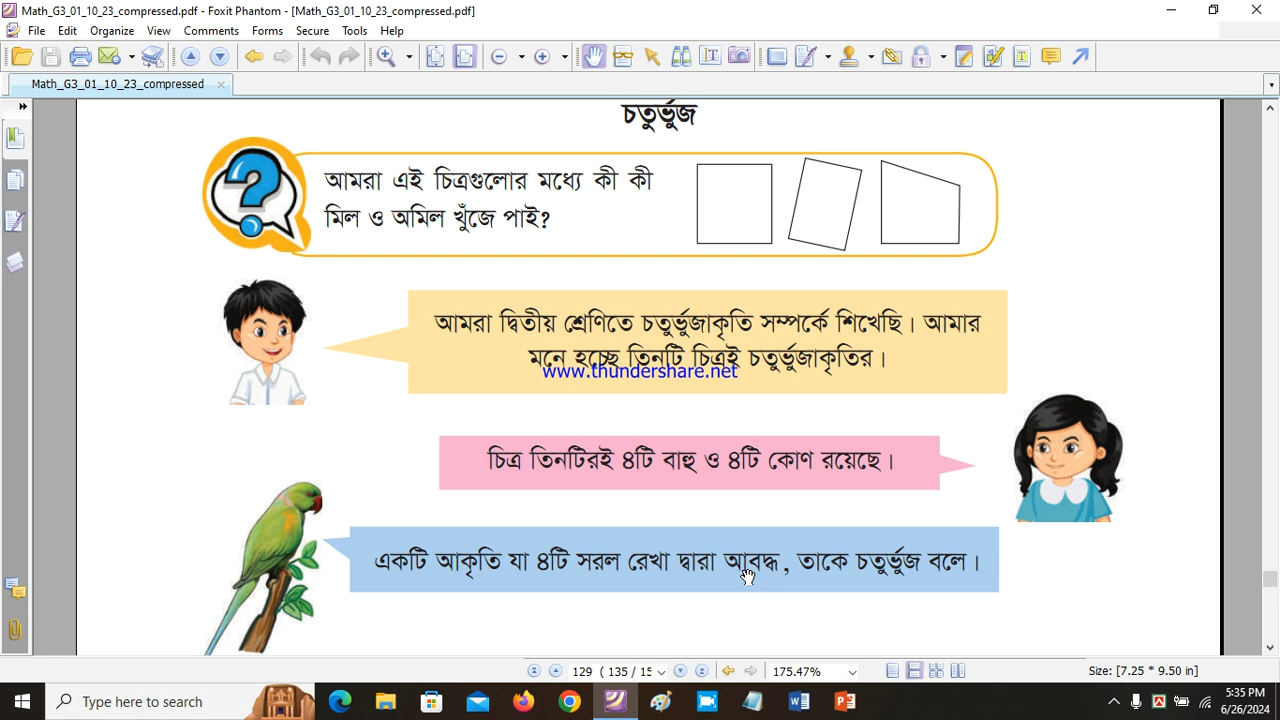 Math_G3_01_10_23_compressed.pdf - Foxit Phantom - [Math_G3_01_10_23_compressed.pdf]
File Edit Organize View Comments Forms Secure Tools Help
Math_G3_01_10_23_compressed
চতুর্ভুজ
আমরা এই চিত্রগুলোর মধ্যে কী কী
মিল ও অমিল খুঁজে পাই?
আমরা দ্বিতীয় শ্রেণিতে চতুর্ভুজাকৃতি সম্পর্কে শিখেছি। আমার
মনে হচ্ছে তিনটি চিত্রই চতুর্ভুজাকৃতির।
www.thundershare.net
চিত্র তিনটিরই ৪টি বাহু ও ৪টি কোণ রয়েছে।
একটি আকৃতি যা ৪টি সরল রেখা দ্বারা আবদ্ধ, তাকে চতুর্ভুজ বলে।
129 ( 135 / 15
175.47%
Size: [7.25 * 9.50 in]
Type here to search
5:35 PM
6/26/2024